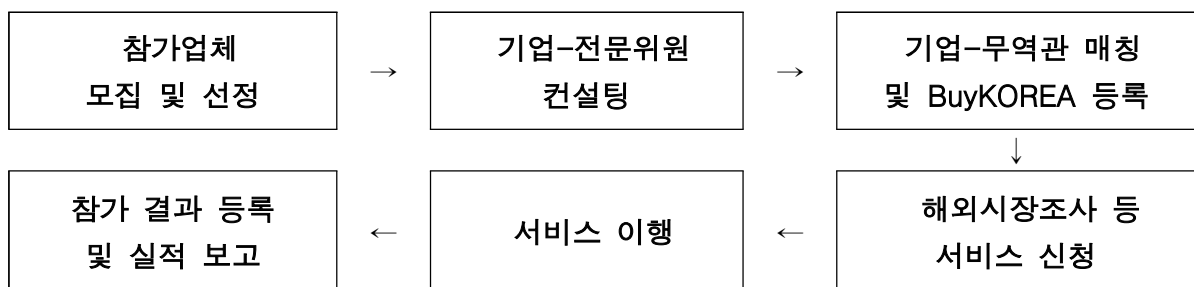 참가업체
모집 및 선정
→
기업-전문위원
컨설팅
→
기업-무역관 매칭
및 BuyKOREA 등록
↓
해외시장조사 등
서비스 신청
←
서비스 이행
←
참가 결과 등록
및 실적 보고